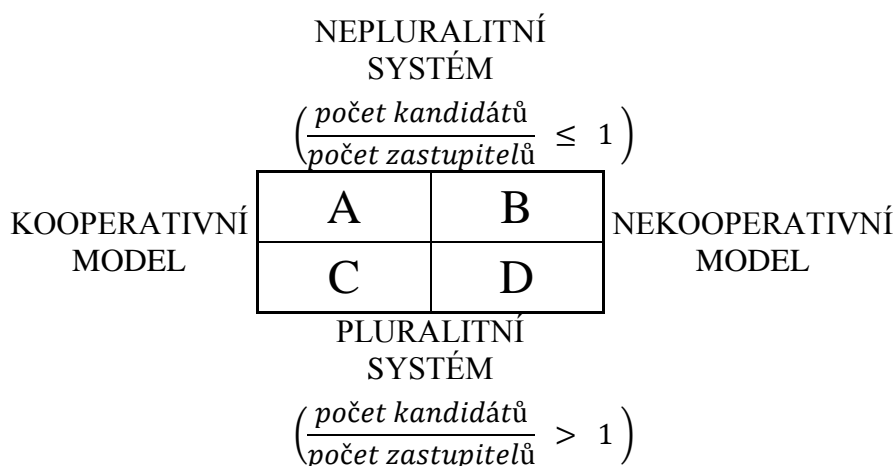 NEPLURALITNÍ
SYSTÉM
(počet kandidátů / počet zastupitelů ≤ 1)
A B
KOOPERATIVNÍ
MODEL
NEKOOPERATIVNÍ
MODEL
C D
PLURALITNÍ
SYSTÉM
(počet kandidátů / počet zastupitelů > 1)